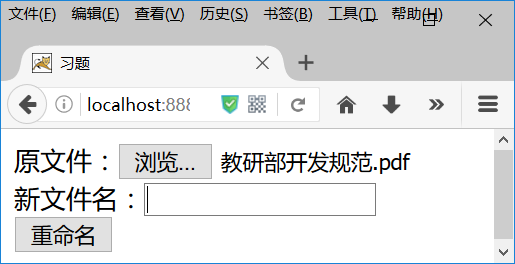 文件(F) 编辑(E) 查看(V) 历史(S) 书签(B) 工具(T) 帮助(H)
习题
localhost:888
原文件：浏览... 教研部开发规范.pdf
新文件名：
重命名